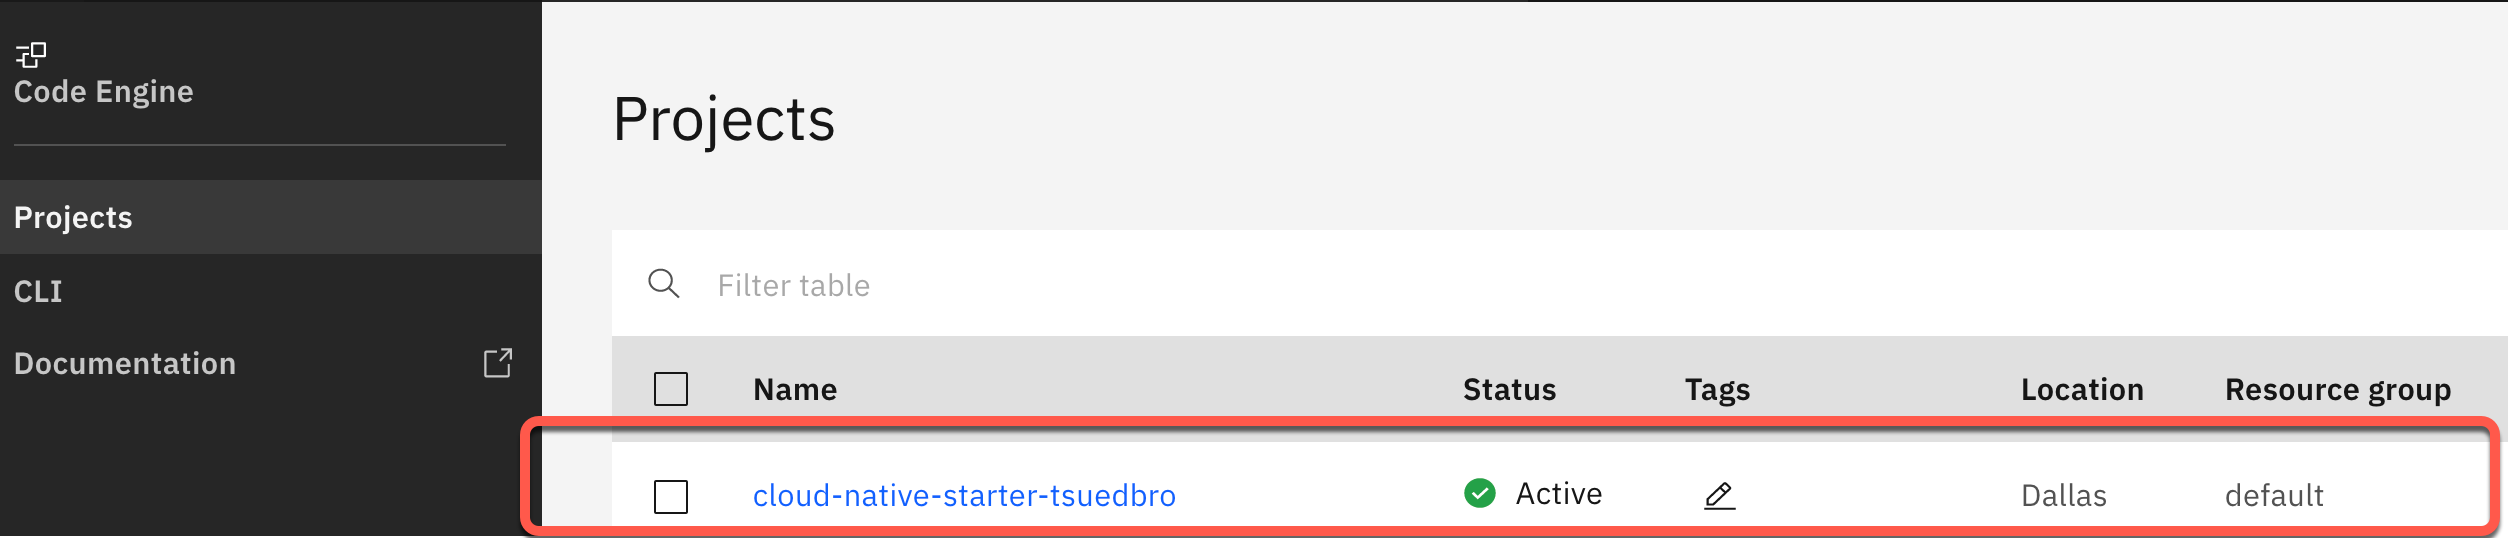 Code Engine
Projects
CLI
Documentation
Projects
Filter table
Name Status Tags Location Resource group
cloud-native-starter-tsuedbro Active Dallas default